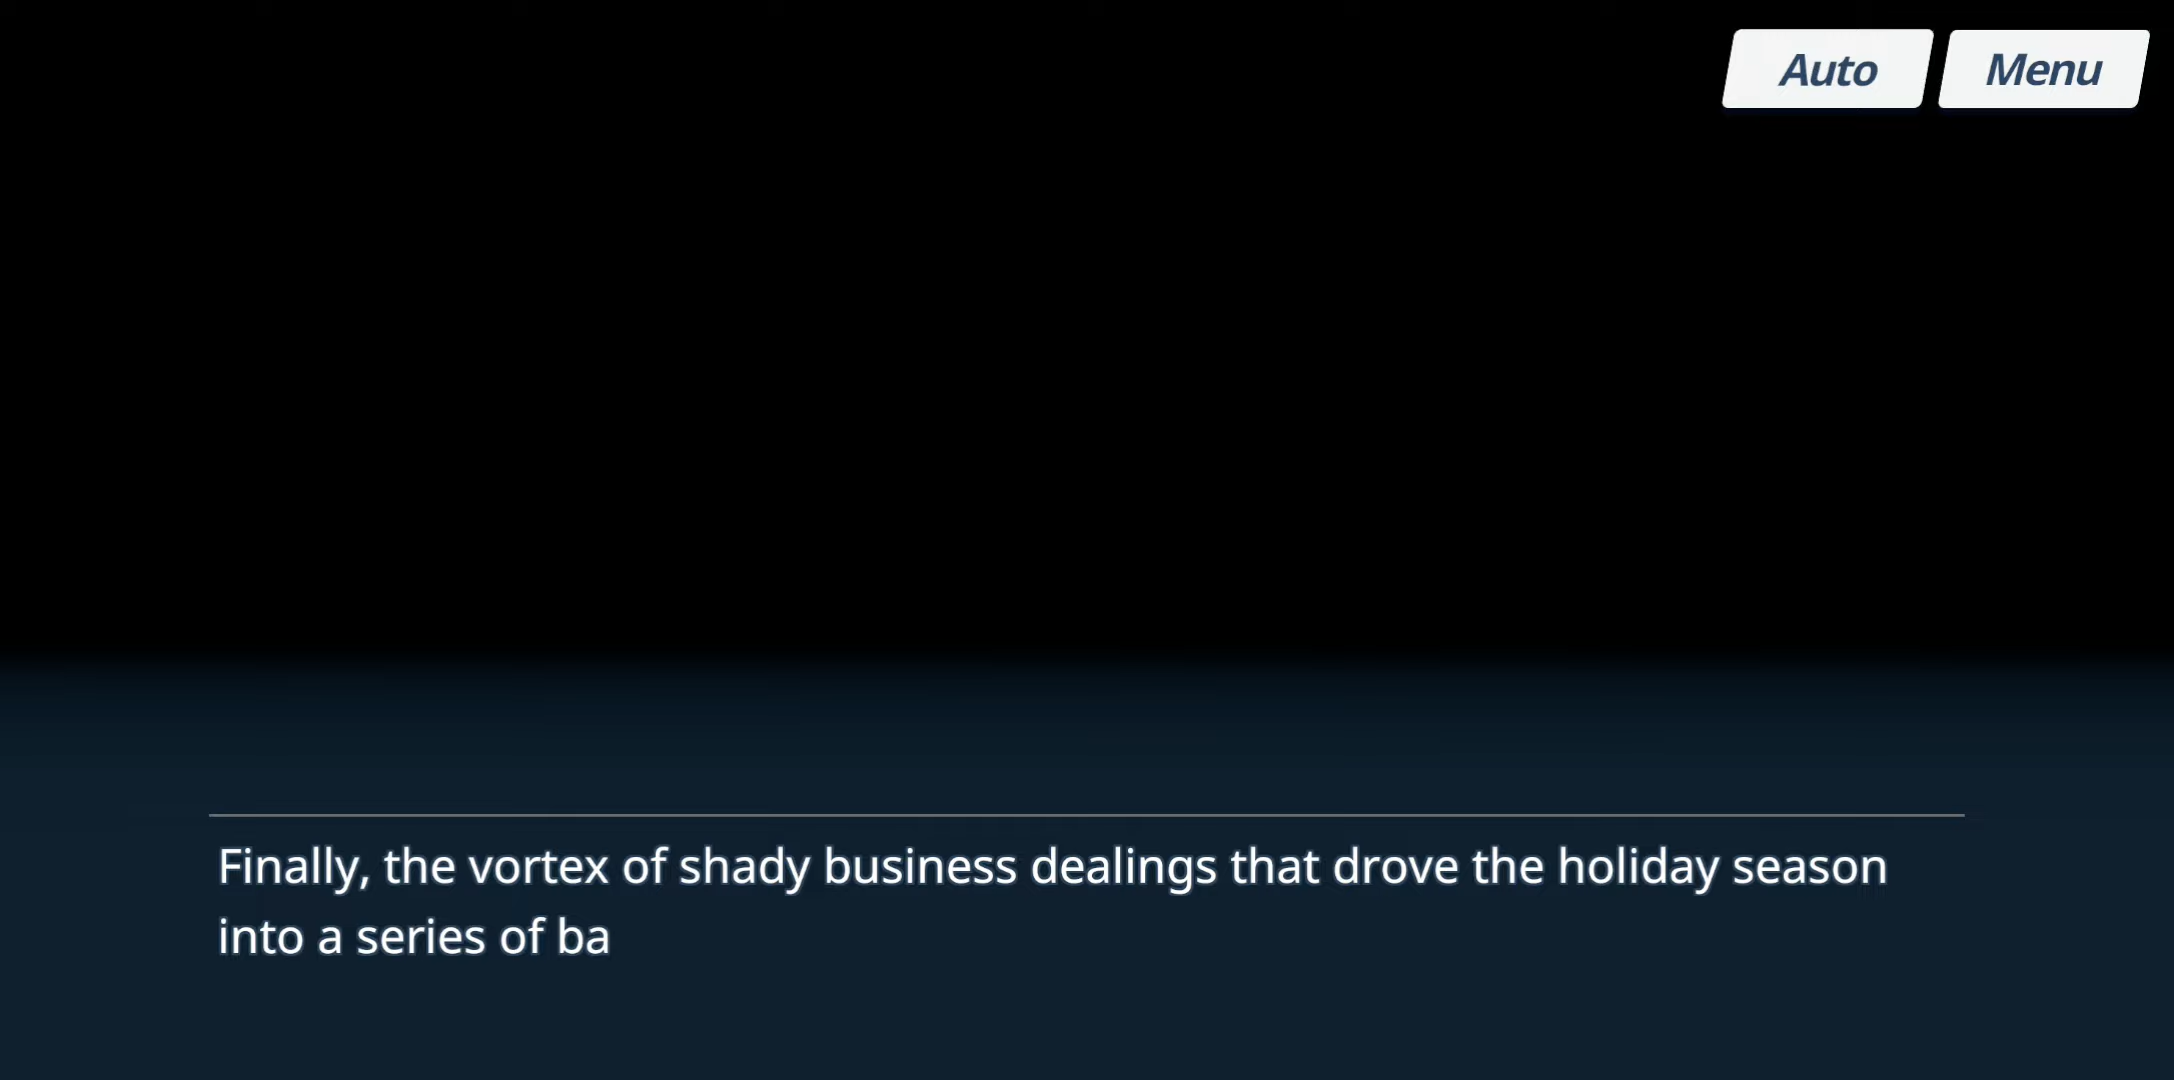 Auto Menu
Finally, the vortex of shady business dealings that drove the holiday season
into a series of ba